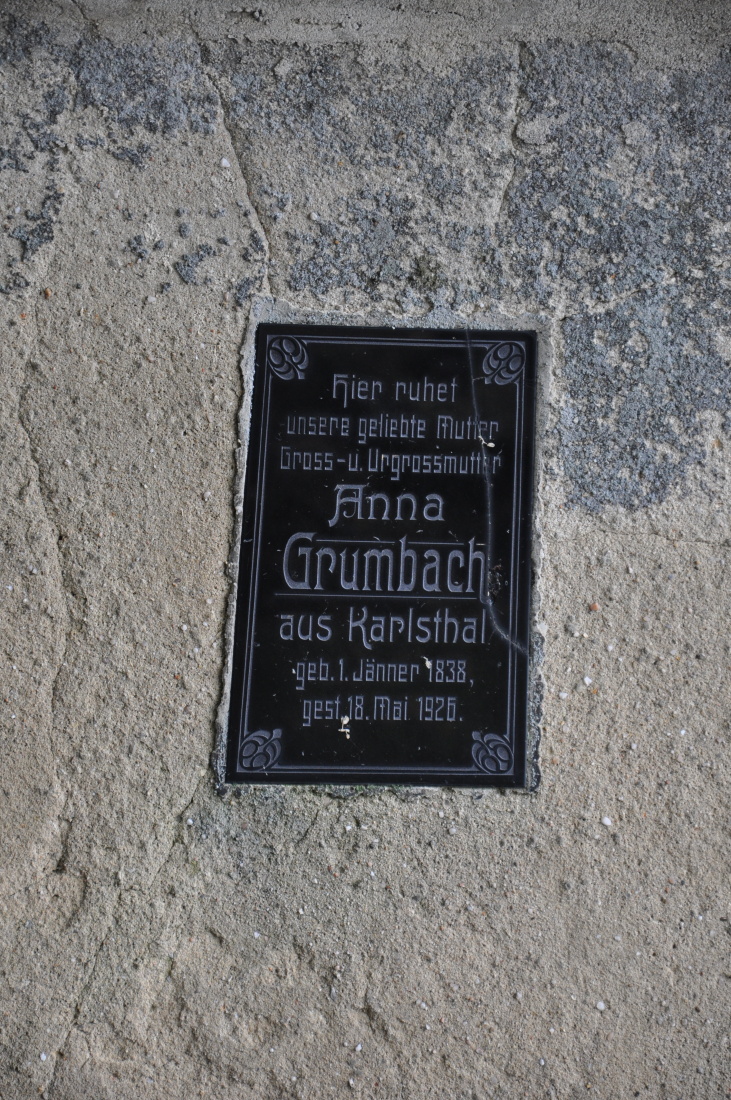 Hier ruhet
unsere geliebte Mutter
Gross-u. Urgrossmutter
Anna
Grumbach
aus Karlsthal
geb. 1. Jänner 1838,
gest. 18. Mai 1926.